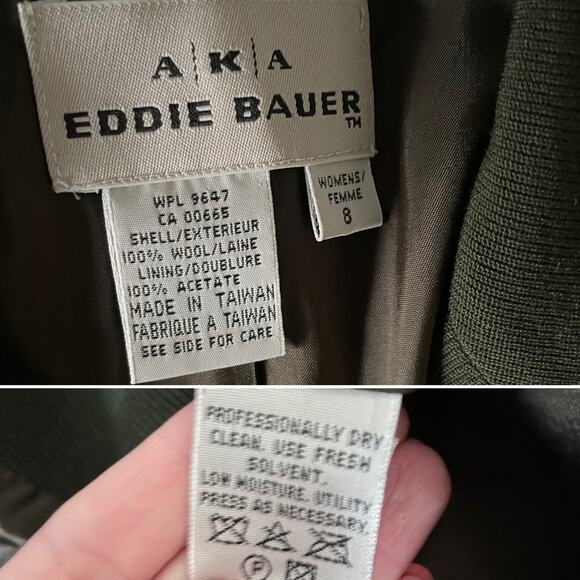 A|K|A
EDDIE BAUER™
WPL 9647
CA 00665
SHELL/EXTERIEUR
100% WOOL/LAINE
LINING/DOUBLURE
100% ACETATE
MADE IN TAIWAN
FABRIQUE A TAIWAN
SEE SIDE FOR CARE
WOMENS/
FEMME
8
PROFESSIONALLY DRY
CLEAN. USE FRESH
SOLVENT.
LOW MOISTURE. UTILITY
PRESS AS NECESSARY.
P